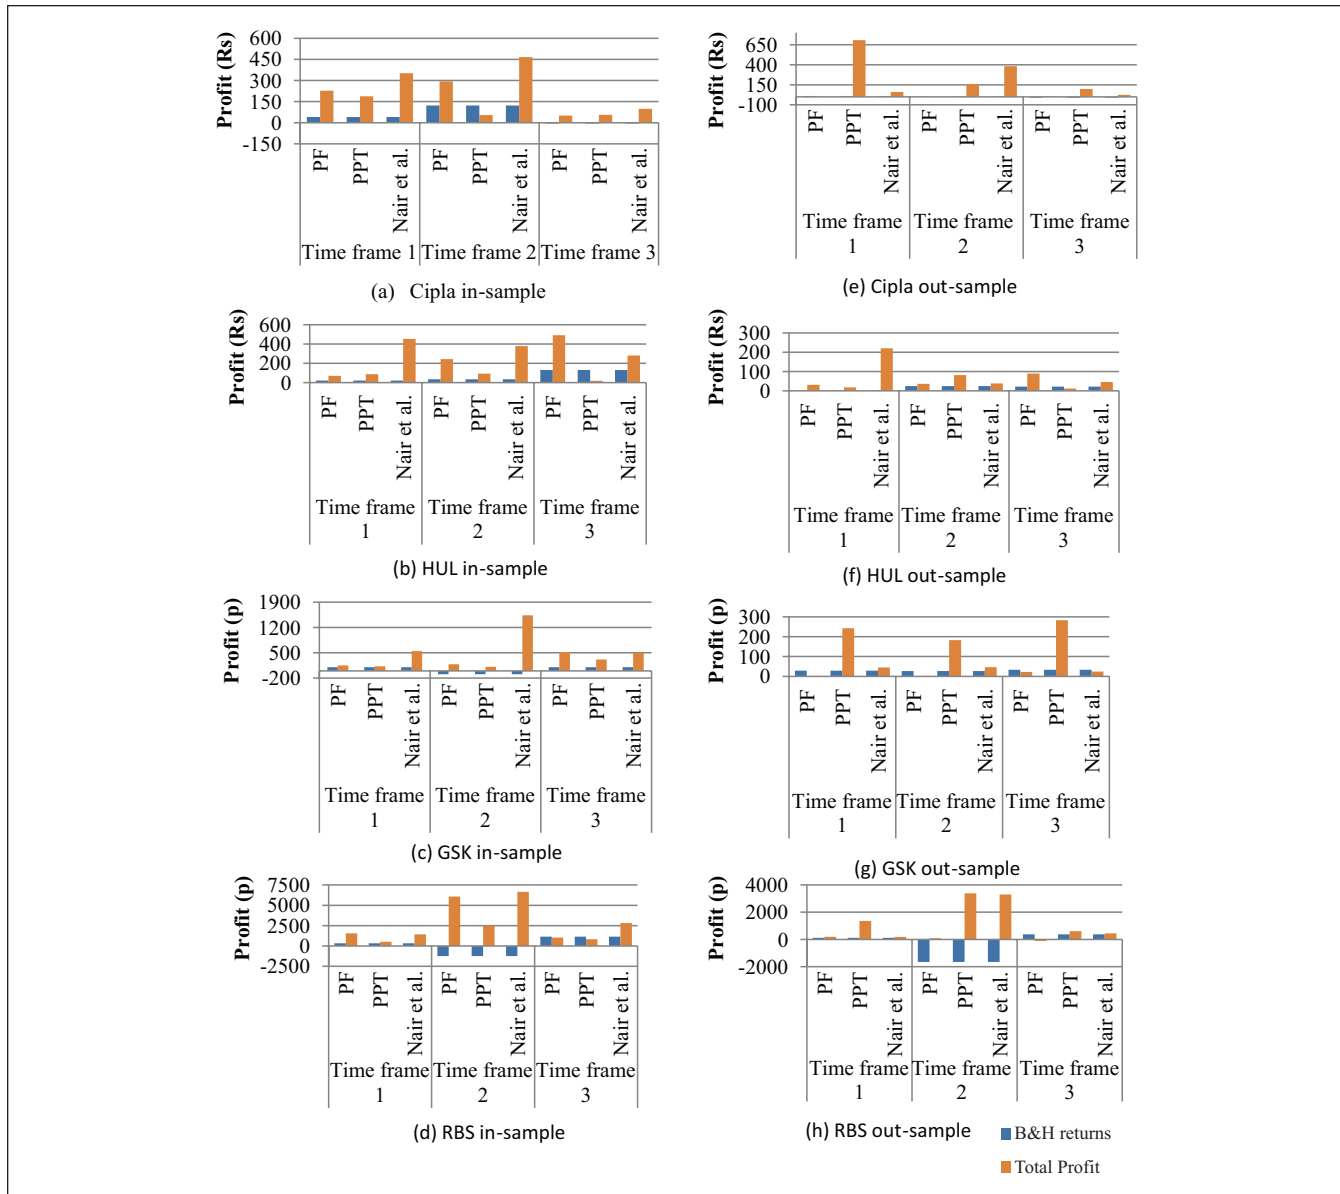 Profit (Rs)
600
450
300
150
0
-150
PF
PPT
Nair et al.
PF
PPT
Nair et al.
PF
PPT
Nair et al.
Time frame 1
Time frame 2
Time frame 3
(a) Cipla in-sample
Profit (Rs)
600
400
200
0
PF
PPT
Nair et al.
PF
PPT
Nair et al.
PF
PPT
Nair et al.
Time frame
1
Time frame
2
Time frame
3
(b) HUL in-sample
Profit (p)
1900
1200
500
-200
PF
PPT
Nair et al.
PF
PPT
Nair et al.
PF
PPT
Nair et al.
Time frame
1
Time frame
2
Time frame
3
(c) GSK in-sample
Profit (p)
7500
5000
2500
0
-2500
PF
PPT
Nair et al.
PF
PPT
Nair et al.
PF
PPT
Nair et al.
Time frame
1
Time frame
2
Time frame
3
(d) RBS in-sample
Profit (Rs)
650
400
150
-100
PF
PPT
Nair et al.
PF
PPT
Nair et al.
PF
PPT
Nair et al.
Time frame
1
Time frame
2
Time frame
3
(e) Cipla out-sample
Profit (Rs)
300
200
100
0
PF
PPT
Nair et al.
PF
PPT
Nair et al.
PF
PPT
Nair et al.
Time frame
1
Time frame
2
Time frame
3
(f) HUL out-sample
Profit (p)
300
200
100
0
PF
PPT
Nair et al.
PF
PPT
Nair et al.
PF
PPT
Nair et al.
Time frame
1
Time frame
2
Time frame
3
(g) GSK out-sample
Profit (p)
4000
2000
0
-2000
PF
PPT
Nair et al.
PF
PPT
Nair et al.
PF
PPT
Nair et al.
Time frame
1
Time frame
2
Time frame
3
(h) RBS out-sample
B&H returns
Total Profit